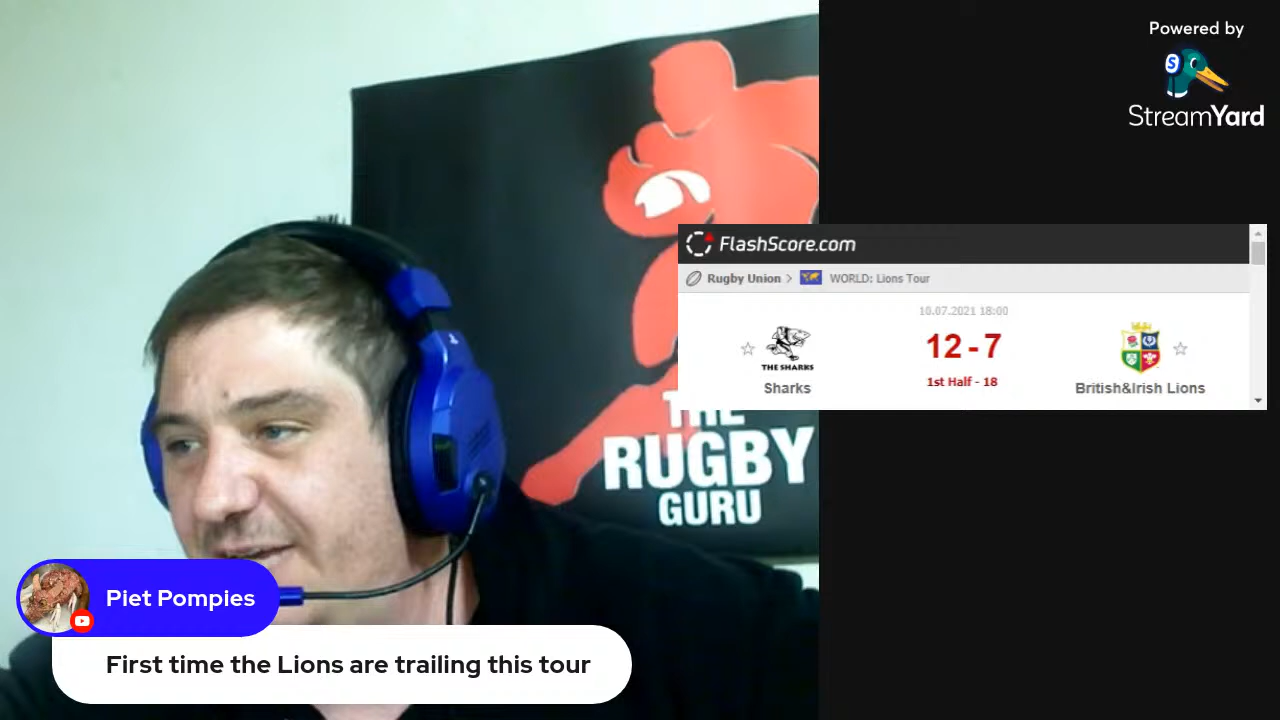 Powered by
StreamYard
FlashScore.com
Rugby Union > WORLD: Lions Tour
10.07.2021 18:00
12 - 7
1st Half - 18
THE SHARKS
Sharks
British&Irish Lions
THE
RUGBY
GURU
Piet Pompies
First time the Lions are trailing this tour